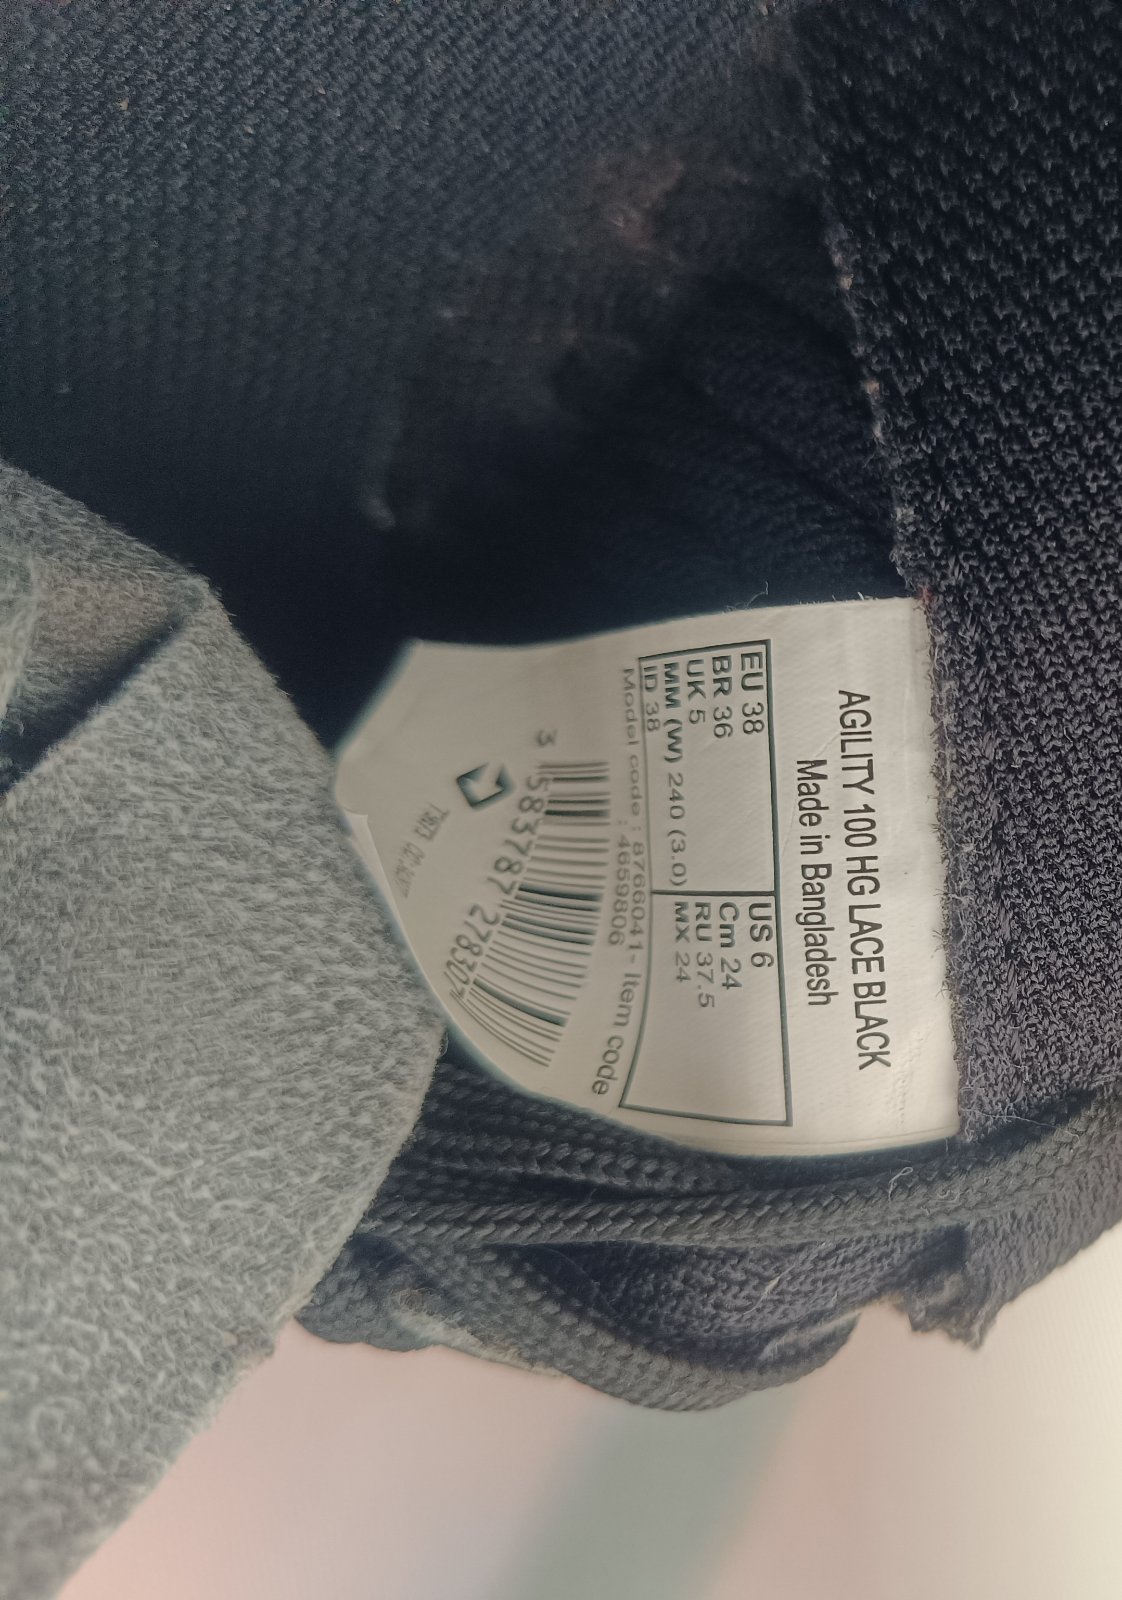 AGILITY 100 HG LACE BLACK
Made in Bangladesh
EU 38 US 6
BR 36 Cm 24
UK 5 RU 37.5
MM (W) 240 (3.0) MX 24
ID 38
Model code : 8766041- Item code
: 4659806
3 583787 278307